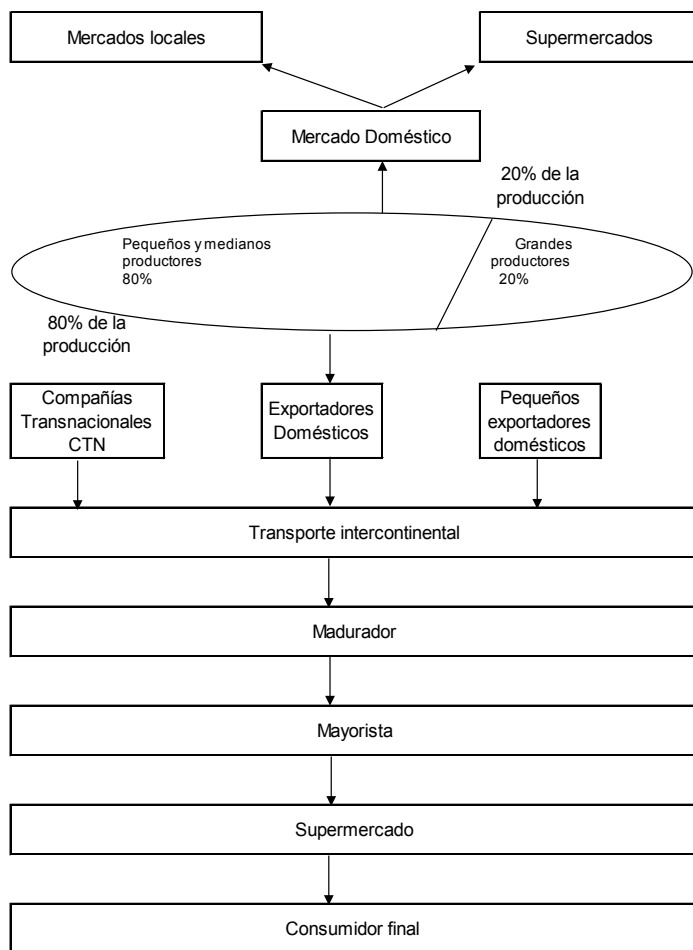 Mercados locales
Supermercados
Mercado Doméstico
20% de la
producción
Pequeños y medianos
productores
80%
Grandes
productores
20%
80% de la
producción
Compañías
Transnacionales
CTN
Exportadores
Domésticos
Pequeños
exportadores
domésticos
Transporte intercontinental
Madurador
Mayorista
Supermercado
Consumidor final